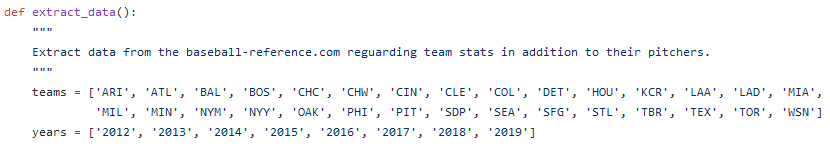 def extract_data():
"""
Extract data from the baseball-reference.com reguarding team stats in addition to their pitchers.
"""
teams = ['ARI', 'ATL', 'BAL', 'BOS', 'CHC', 'CHW', 'CIN', 'CLE', 'COL', 'DET', 'HOU', 'KCR', 'LAA', 'LAD', 'MIA',
'MIL', 'MIN', 'NYM', 'NYY', 'OAK', 'PHI', 'PIT', 'SDP', 'SEA', 'SFG', 'STL', 'TBR', 'TEX', 'TOR', 'WSN']
years = ['2012', '2013', '2014', '2015', '2016', '2017', '2018', '2019']